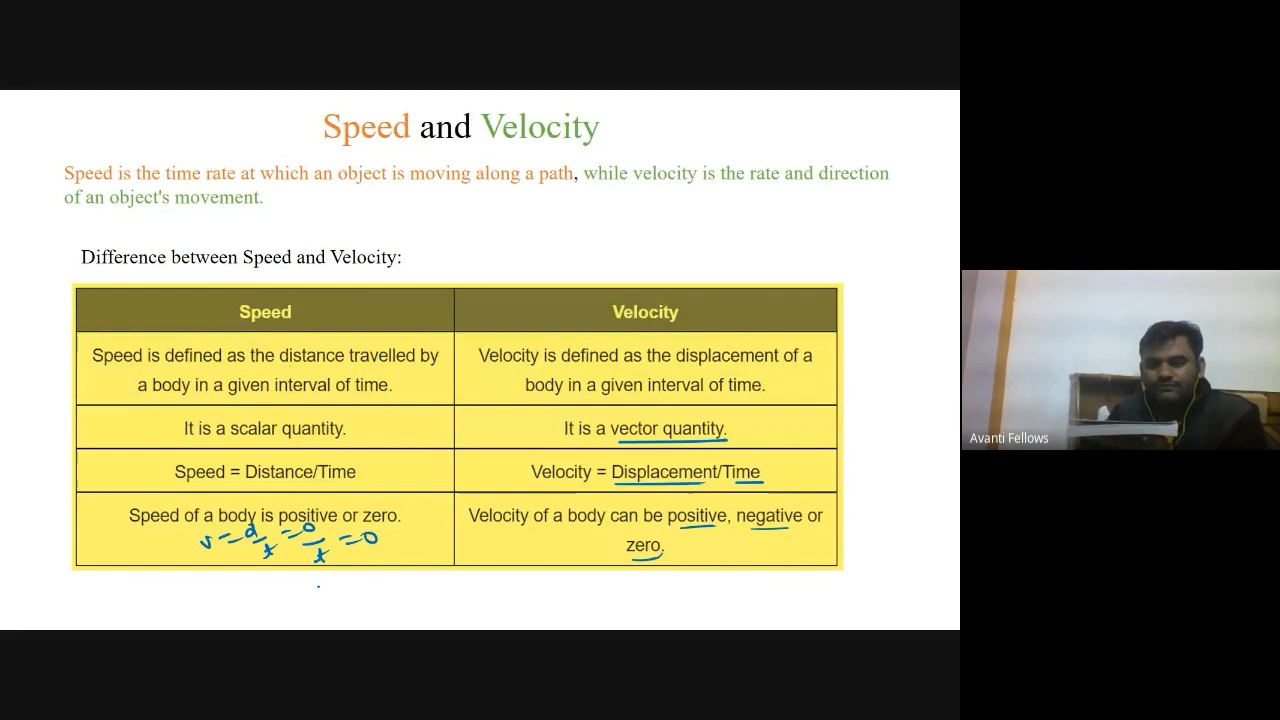 Speed and Velocity
Speed is the time rate at which an object is moving along a path, while velocity is the rate and direction
of an object's movement.
Difference between Speed and Velocity:
Speed
Velocity
Speed is defined as the distance travelled by
a body in a given interval of time.
Velocity is defined as the displacement of a
body in a given interval of time.
It is a scalar quantity.
It is a vector quantity.
Speed = Distance/Time
Velocity = Displacement/Time
Speed of a body is positive or zero.
s = d/t = 0/t = 0
Velocity of a body can be positive, negative or
zero.
Avanti Fellows